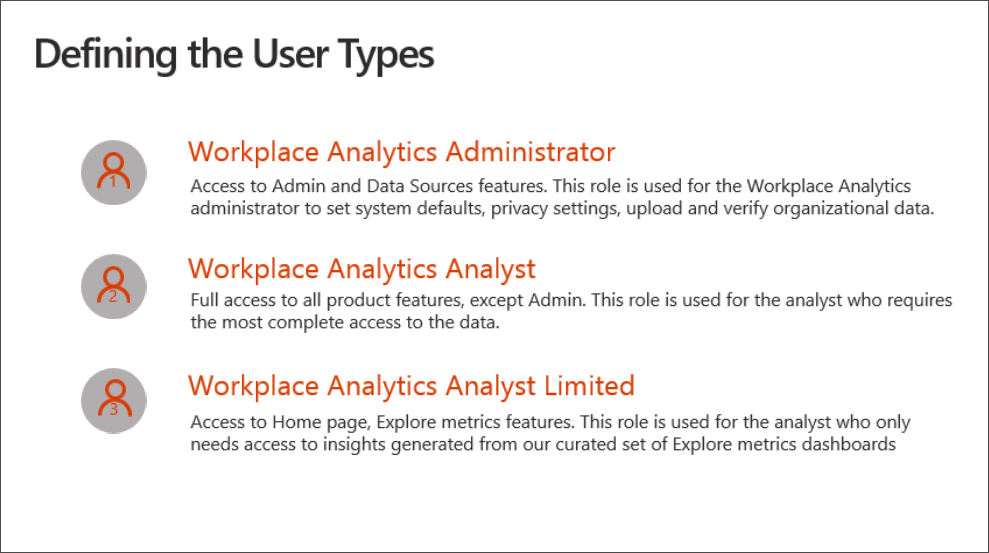 Defining the User Types
Workplace Analytics Administrator
1
Access to Admin and Data Sources features. This role is used for the Workplace Analytics
administrator to set system defaults, privacy settings, upload and verify organizational data.
Workplace Analytics Analyst
2
Full access to all product features, except Admin. This role is used for the analyst who requires
the most complete access to the data.
Workplace Analytics Analyst Limited
3
Access to Home page, Explore metrics features. This role is used for the analyst who only
needs access to insights generated from our curated set of Explore metrics dashboards